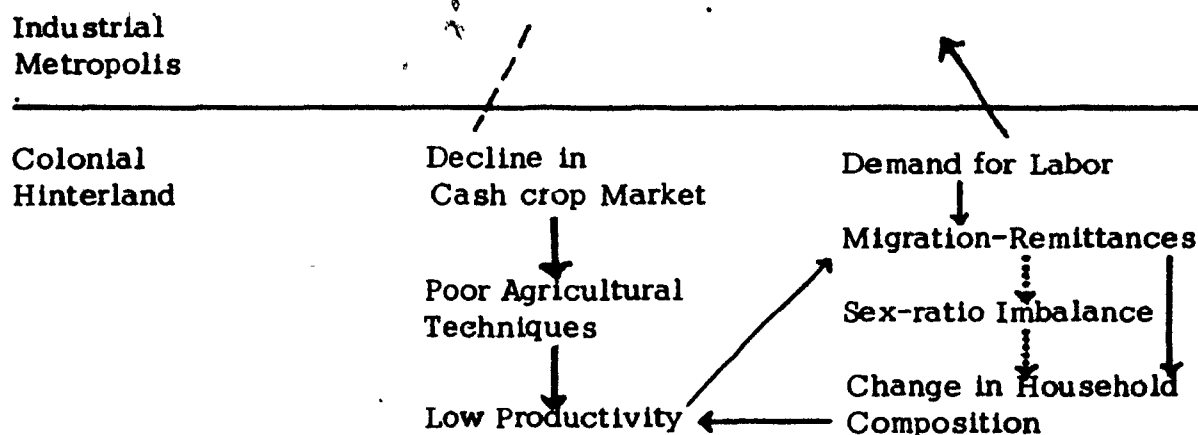 Industrial
Metropolis
Colonial
Hinterland
Decline in
Cash crop Market
Poor Agricultural
Techniques
Low Productivity
Demand for Labor
Migration-Remittances
Sex-ratio Imbalance
Change in Household
Composition